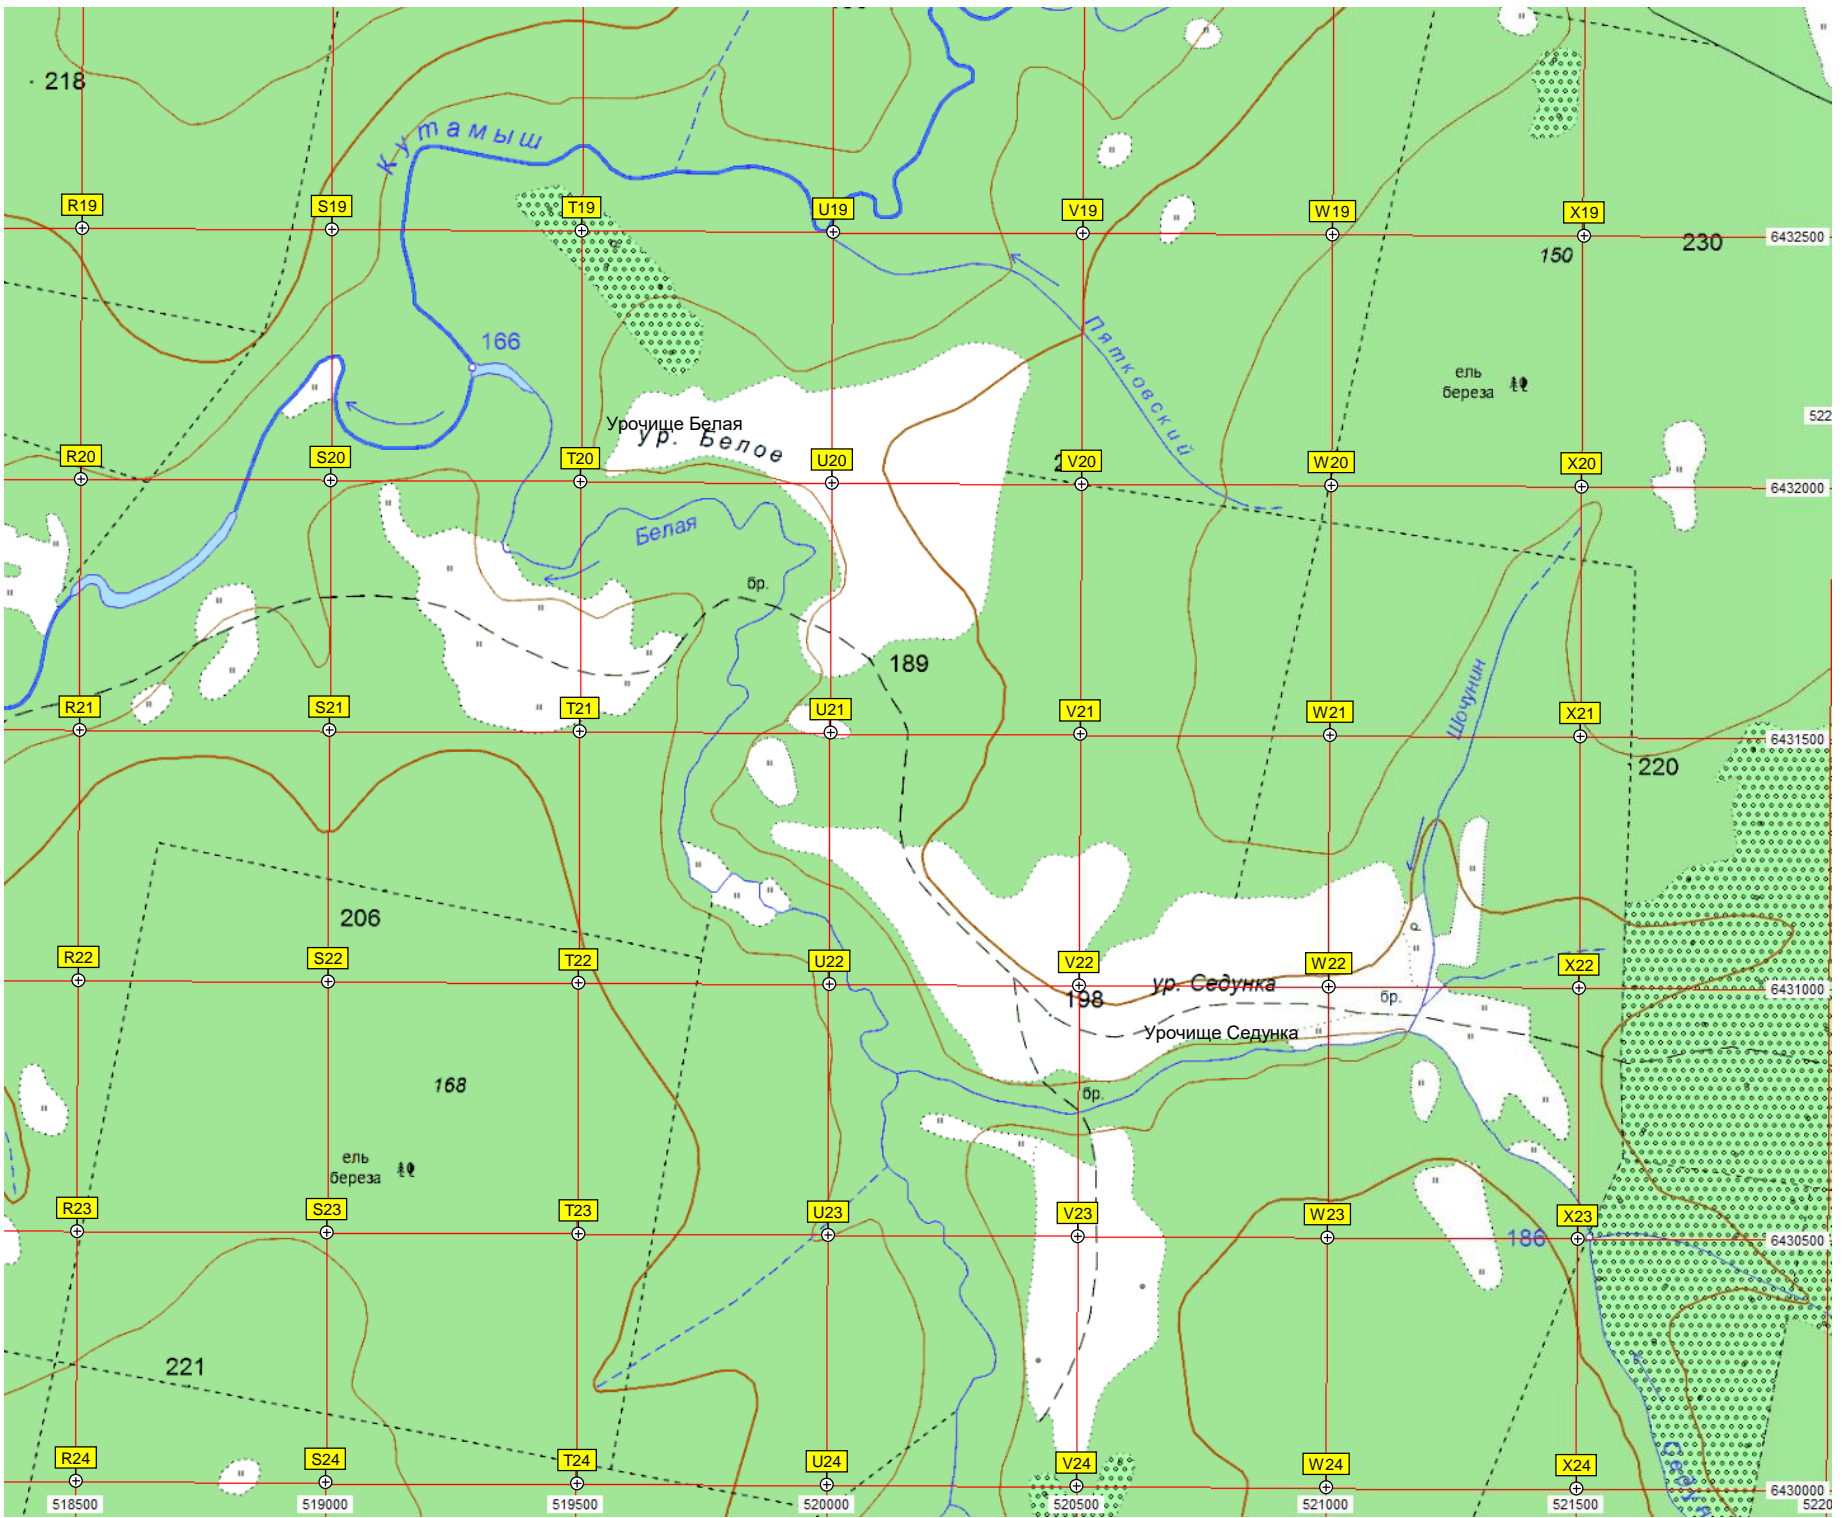 218
Кутамыш
R19
S19
T19
U19
V19
W19
X19
230
6432500
150
166
Пятковский
ель
береза
522
Урочище Белая
ур. Белое
R20
S20
T20
U20
V20
W20
X20
6432000
Белая
бр.
189
Шочунин
R21
S21
T21
U21
V21
W21
X21
6431500
220
206
R22
S22
T22
U22
V22
W22
X22
198
ур. Седунка
бр.
6431000
Урочище Седунка
168
бр.
ель
береза
R23
S23
T23
U23
V23
W23
X23
186
6430500
221
R24
S24
T24
U24
V24
W24
X24
6430000
518500
519000
519500
520000
520500
521000
521500
5220